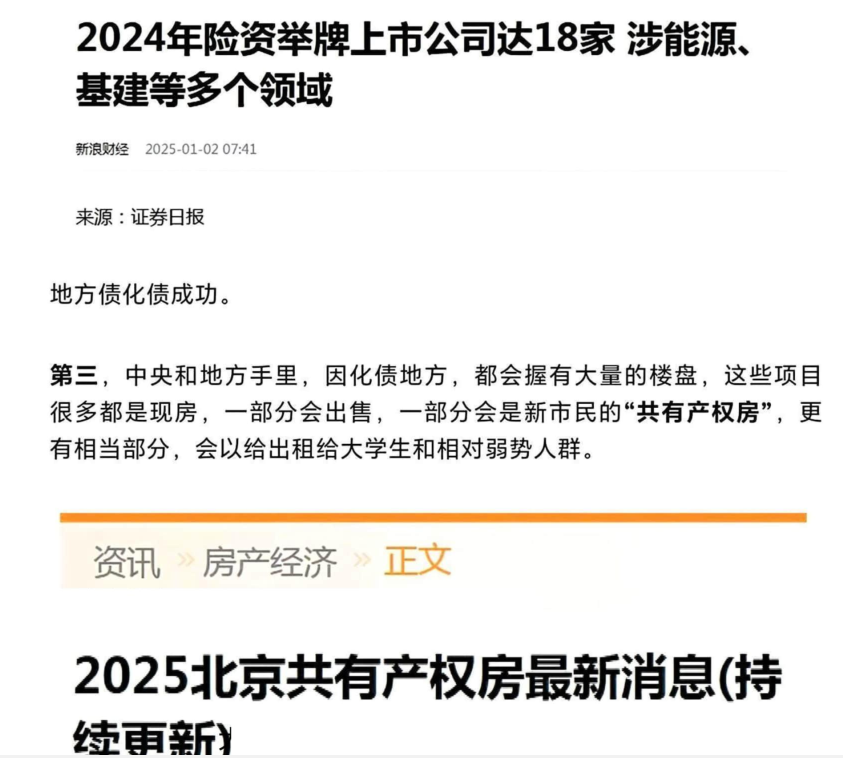 2024年险资举牌上市公司达18家 涉能源、
基建等多个领域
新浪财经 2025-01-02 07:41
来源：证券日报
地方债化债成功。
第三，中央和地方手里，因化债地方，都会握有大量的楼盘，这些项目
很多都是现房，一部分会出售，一部分会是新市民的“共有产权房”，更
有相当部分，会以给出租给大学生和相对弱势人群。
资讯 » 房产经济 » 正文
2025北京共有产权房最新消息(持
续更新)